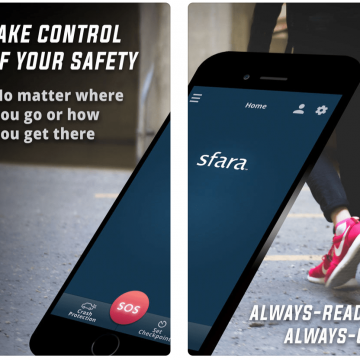 AKE CONTROL
F YOUR SAFETY
No matter where
ou go or how
ou get there
SOS
Crash
Protection
Set
Checkpoint
Home
sfara
ALWAYS-READ
ALWAYS-